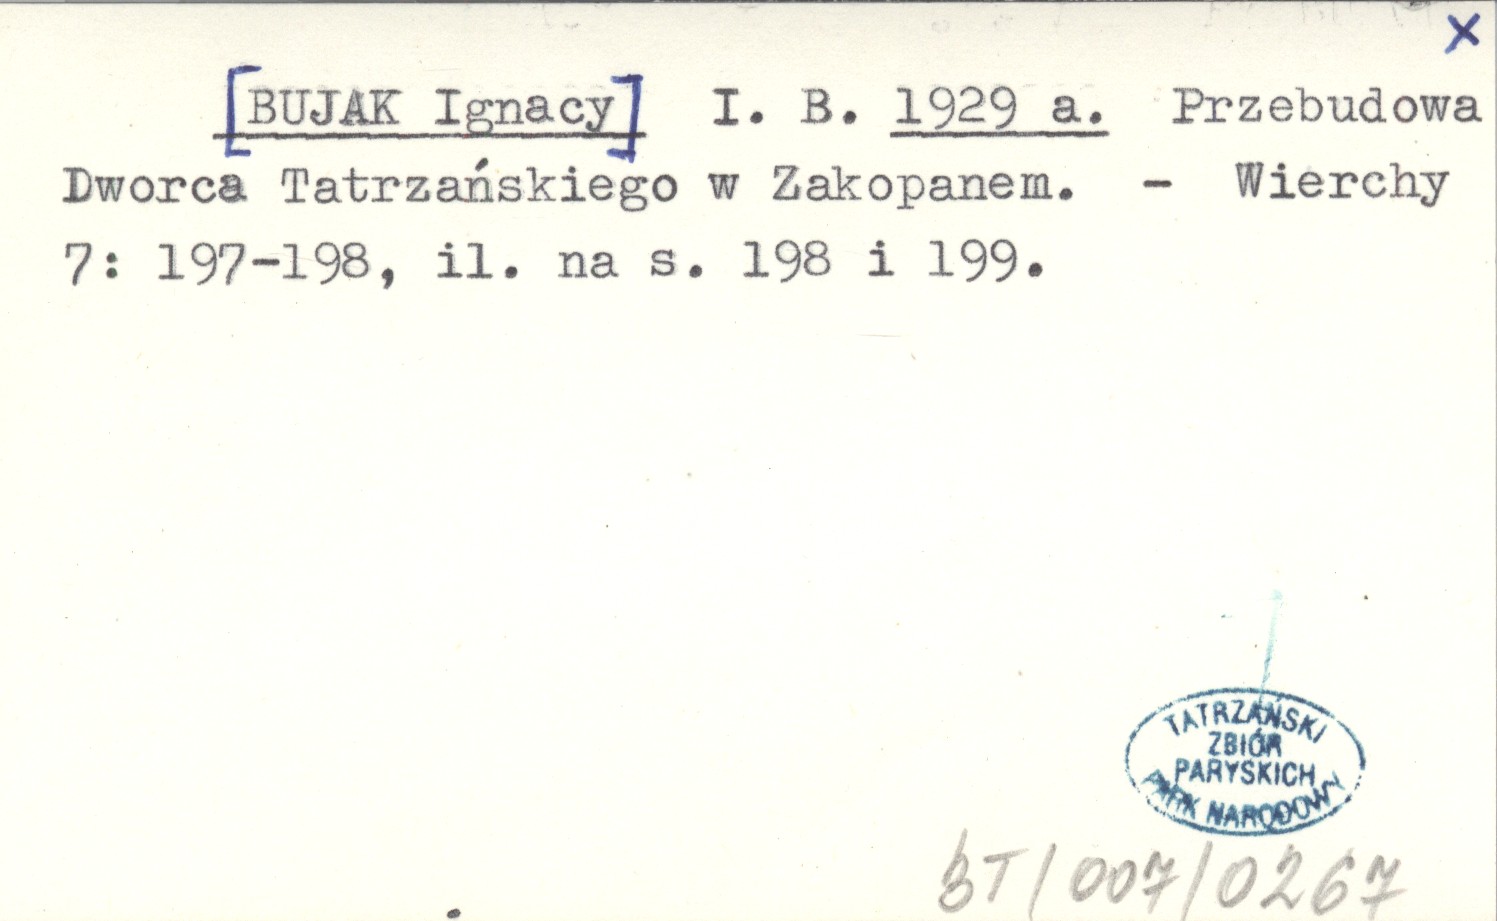 x
[BUJAK Ignacy] I. B. 1929 a. Przebudowa
Dworca Tatrzańskiego w Zakopanem. - Wierchy
7: 197-198, il. na s. 198 i 199.
TATRZAŃSKI
ZBIÓR
PARYSKICH
PARK NARODOWY
BT/007/0267